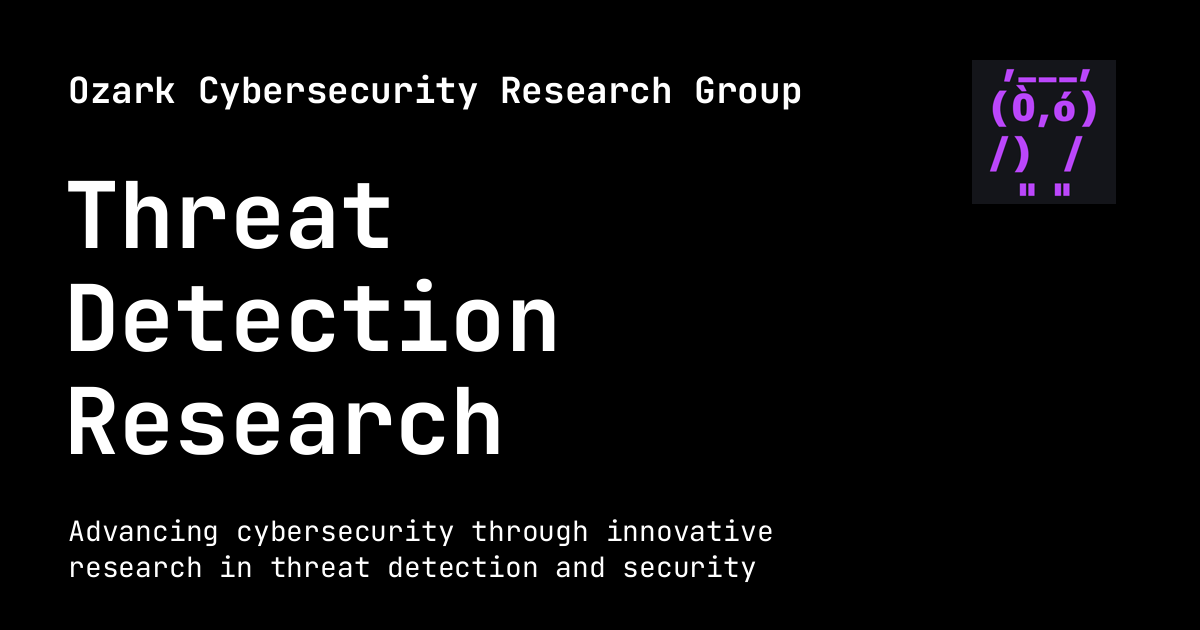 Ozark Cybersecurity Research Group
,___,
(Ò,ó)
/) /
" "
Threat
Detection
Research
Advancing cybersecurity through innovative
research in threat detection and security